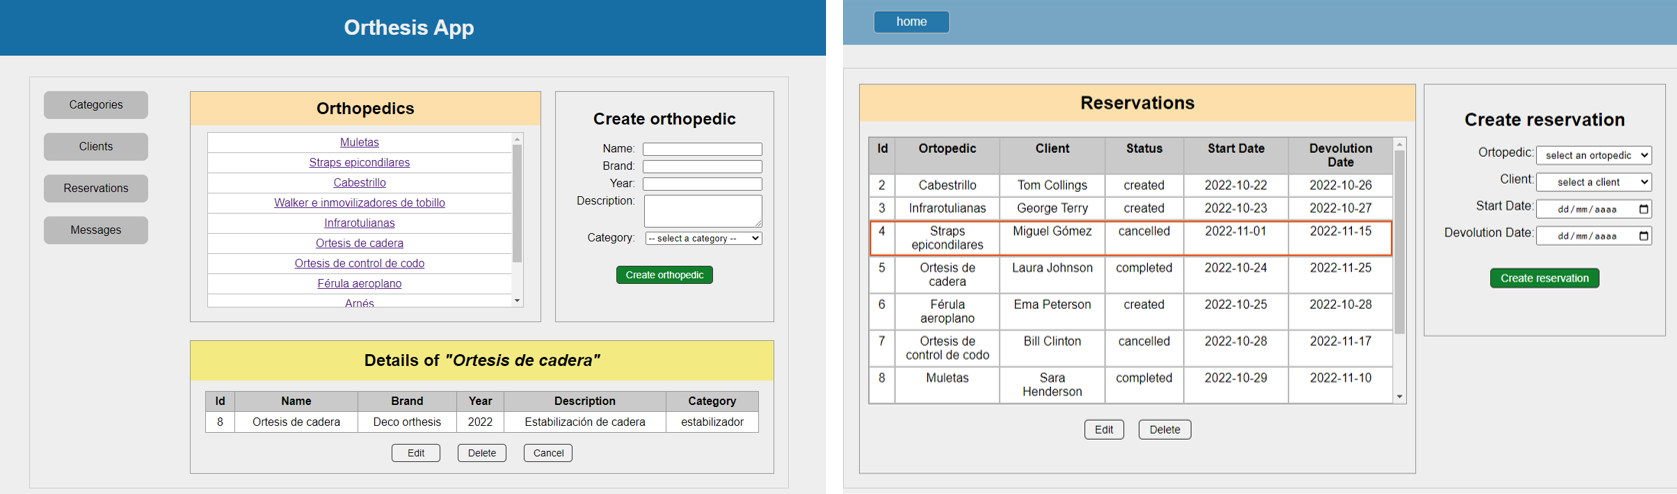 Orthesis App
Categories
Clients
Reservations
Messages
Orthopedics
Muletas
Straps epicondilares
Cabestrillo
Walker e inmovilizadores de tobillo
Infrarotulianas
Ortesis de cadera
Ortesis de control de codo
Férula aeroplano
Arnés
Create orthopedic
Name:
Brand:
Year:
Description:
Category: -- select a category --
Create orthopedic
Details of "Ortesis de cadera"
Id Name Brand Year Description Category
8 Ortesis de cadera Deco orthesis 2022 Estabilización de cadera estabilizador
Edit Delete Cancel
home
Reservations
Id Ortopedic Client Status Start Date Devolution
Date
2 Cabestrillo Tom Collings created 2022-10-22 2022-10-26
3 Infrarotulianas George Terry created 2022-10-23 2022-10-27
4 Straps Miguel Gómez cancelled 2022-11-01 2022-11-15
epicondilares
5 Ortesis de Laura Johnson completed 2022-10-24 2022-11-25
cadera
6 Férula Ema Peterson created 2022-10-25 2022-10-28
aeroplano
7 Ortesis de Bill Clinton cancelled 2022-10-28 2022-11-17
control de codo
8 Muletas Sara completed 2022-10-29 2022-11-10
Henderson
Edit Delete
Create reservation
Ortopedic: select an ortopedic
Client: select a client
Start Date: dd/mm/aaaa
Devolution Date: dd/mm/aaaa
Create reservation